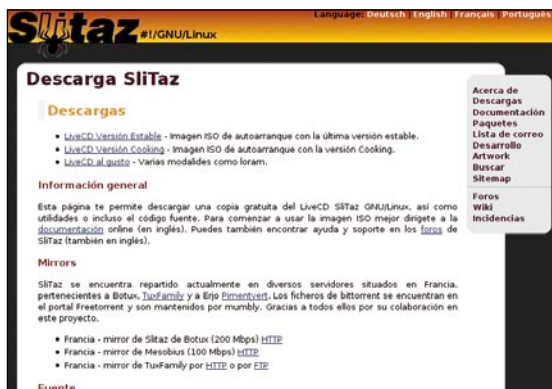 Language: Deutsch | English | Français | Português
Slitaz #!/GNU/Linux
Descarga SliTaz
Descargas
• LiveCD Versión Estable - Imagen ISO de autoarranque con la última versión estable.
• LiveCD Versión Cooking - Imagen ISO de autoarranque con la versión Cooking.
• LiveCD al gusto - Varias modalides como loram.
Información general
Esta página te permite descargar una copia gratuita del LiveCD SliTaz GNU/Linux, así como
utilidades o incluso el código fuente. Para comenzar a usar la imagen ISO mejor dirígete a la
documentación online (en inglés). Puedes también encontrar ayuda y soporte en los foros de
SliTaz (también en inglés).
Mirrors
SliTaz se encuentra repartido actualmente en diversos servidores situados en Francia,
pertenecientes a Botux, TuxFamily y a Erjo Pimentvert. Los ficheros de bittorrent se encuentran en
el portal Freetorrent y son mantenidos por mumbly. Gracias a todos ellos por su colaboración en
este proyecto.
• Francia - mirror de Slitaz de Botux (200 Mbps) HTTP
• Francia - mirror de Mesobius (100 Mbps) HTTP
• Francia - mirror de TuxFamily por HTTP o por FTP
Fuente
Acerca de
Descargas
Documentación
Paquetes
Lista de correo
Desarrollo
Artwork
Buscar
Sitemap
Foros
Wiki
Incidencias